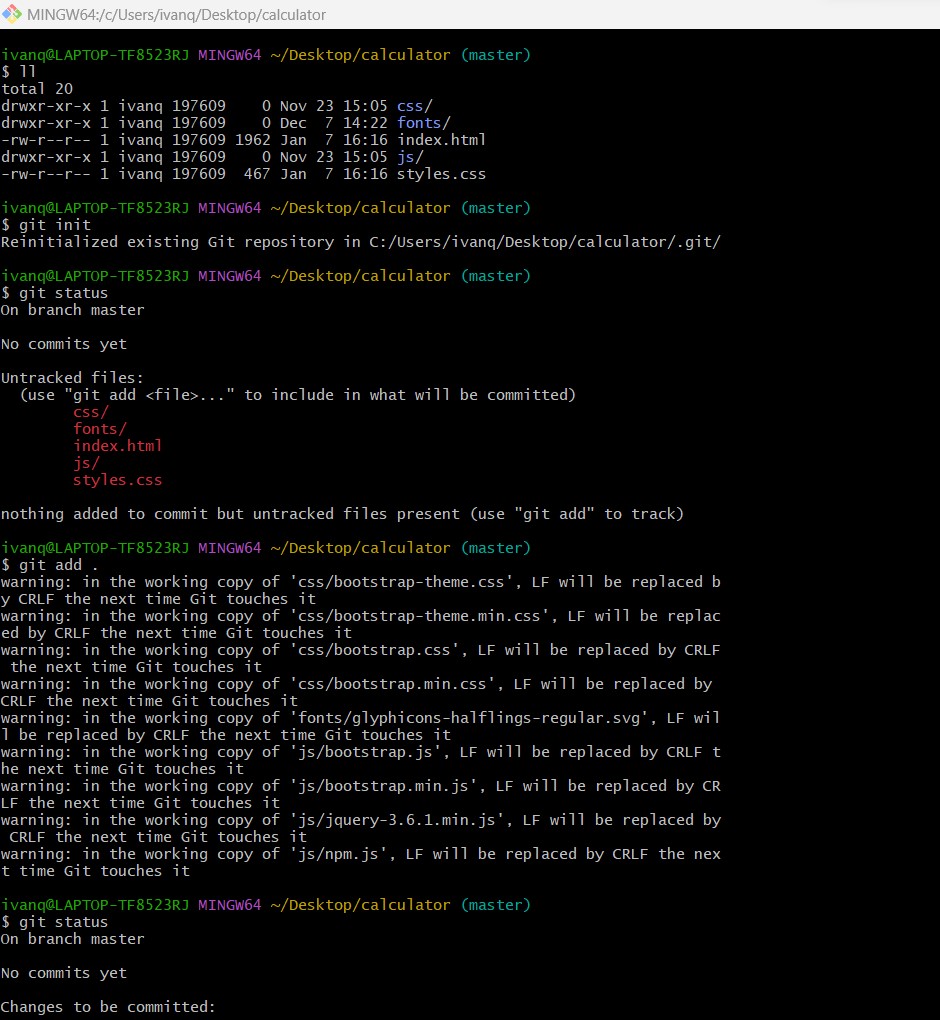 MINGW64:/c/Users/ivanq/Desktop/calculator
ivanq@LAPTOP-TF8523RJ MINGW64 ~/Desktop/calculator (master)
$ ll
total 20
drwxr-xr-x 1 ivanq 197609    0 Nov 23 15:05 css/
drwxr-xr-x 1 ivanq 197609    0 Dec  7 14:22 fonts/
-rw-r--r-- 1 ivanq 197609 1962 Jan  7 16:16 index.html
drwxr-xr-x 1 ivanq 197609    0 Nov 23 15:05 js/
-rw-r--r-- 1 ivanq 197609  467 Jan  7 16:16 styles.css
ivanq@LAPTOP-TF8523RJ MINGW64 ~/Desktop/calculator (master)
$ git init
Reinitialized existing Git repository in C:/Users/ivanq/Desktop/calculator/.git/
ivanq@LAPTOP-TF8523RJ MINGW64 ~/Desktop/calculator (master)
$ git status
On branch master
No commits yet
Untracked files:
  (use "git add <file>..." to include in what will be committed)
        css/
        fonts/
        index.html
        js/
        styles.css
nothing added to commit but untracked files present (use "git add" to track)
ivanq@LAPTOP-TF8523RJ MINGW64 ~/Desktop/calculator (master)
$ git add .
warning: in the working copy of 'css/bootstrap-theme.css', LF will be replaced b
y CRLF the next time Git touches it
warning: in the working copy of 'css/bootstrap-theme.min.css', LF will be replac
ed by CRLF the next time Git touches it
warning: in the working copy of 'css/bootstrap.css', LF will be replaced by CRLF
 the next time Git touches it
warning: in the working copy of 'css/bootstrap.min.css', LF will be replaced by
CRLF the next time Git touches it
warning: in the working copy of 'fonts/glyphicons-halflings-regular.svg', LF wil
l be replaced by CRLF the next time Git touches it
warning: in the working copy of 'js/bootstrap.js', LF will be replaced by CRLF t
he next time Git touches it
warning: in the working copy of 'js/bootstrap.min.js', LF will be replaced by CR
LF the next time Git touches it
warning: in the working copy of 'js/jquery-3.6.1.min.js', LF will be replaced by
 CRLF the next time Git touches it
warning: in the working copy of 'js/npm.js', LF will be replaced by CRLF the nex
t time Git touches it
ivanq@LAPTOP-TF8523RJ MINGW64 ~/Desktop/calculator (master)
$ git status
On branch master
No commits yet
Changes to be committed: